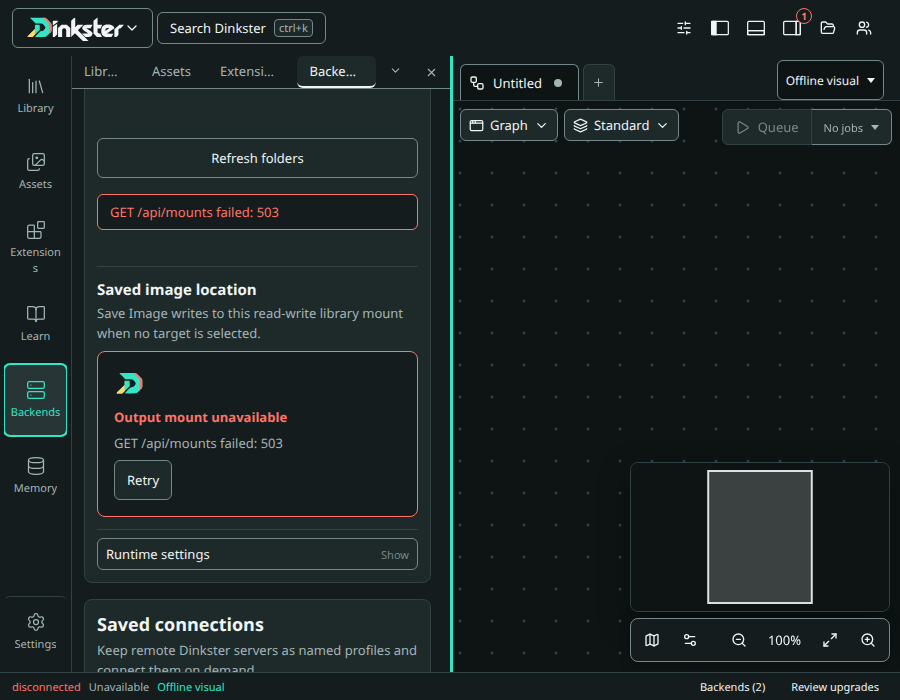 Dinkster
Search Dinkster ctrl+k
1
Libr... Assets Extensi... Backe...
Untitled
Offline visual
Graph
Standard
Queue
No jobs
Library
Assets
Extension
s
Learn
Backends
Memory
Settings
Refresh folders
GET /api/mounts failed: 503
Saved image location
Save Image writes to this read-write library mount
when no target is selected.
Output mount unavailable
GET /api/mounts failed: 503
Retry
Runtime settings Show
Saved connections
Keep remote Dinkster servers as named profiles and
connect them on demand.
100%
disconnected Unavailable Offline visual
Backends (2) Review upgrades